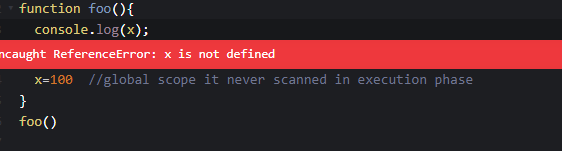 function foo(){
console.log(x);
ncaught ReferenceError: x is not defined
x=100 //global scope it never scanned in execution phase
}
foo()